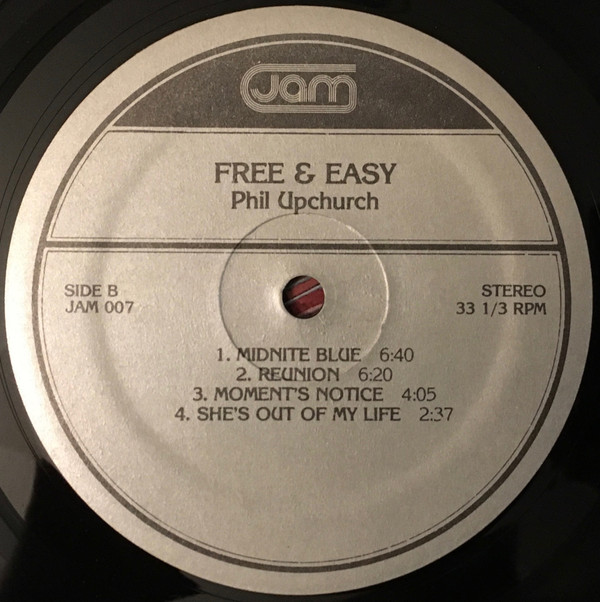 Jam
FREE & EASY
Phil Upchurch
SIDE B
JAM 007
STEREO
33 1/3 RPM
1. MIDNITE BLUE 6:40
2. REUNION 6:20
3. MOMENT'S NOTICE 4:05
4. SHE'S OUT OF MY LIFE 2:37